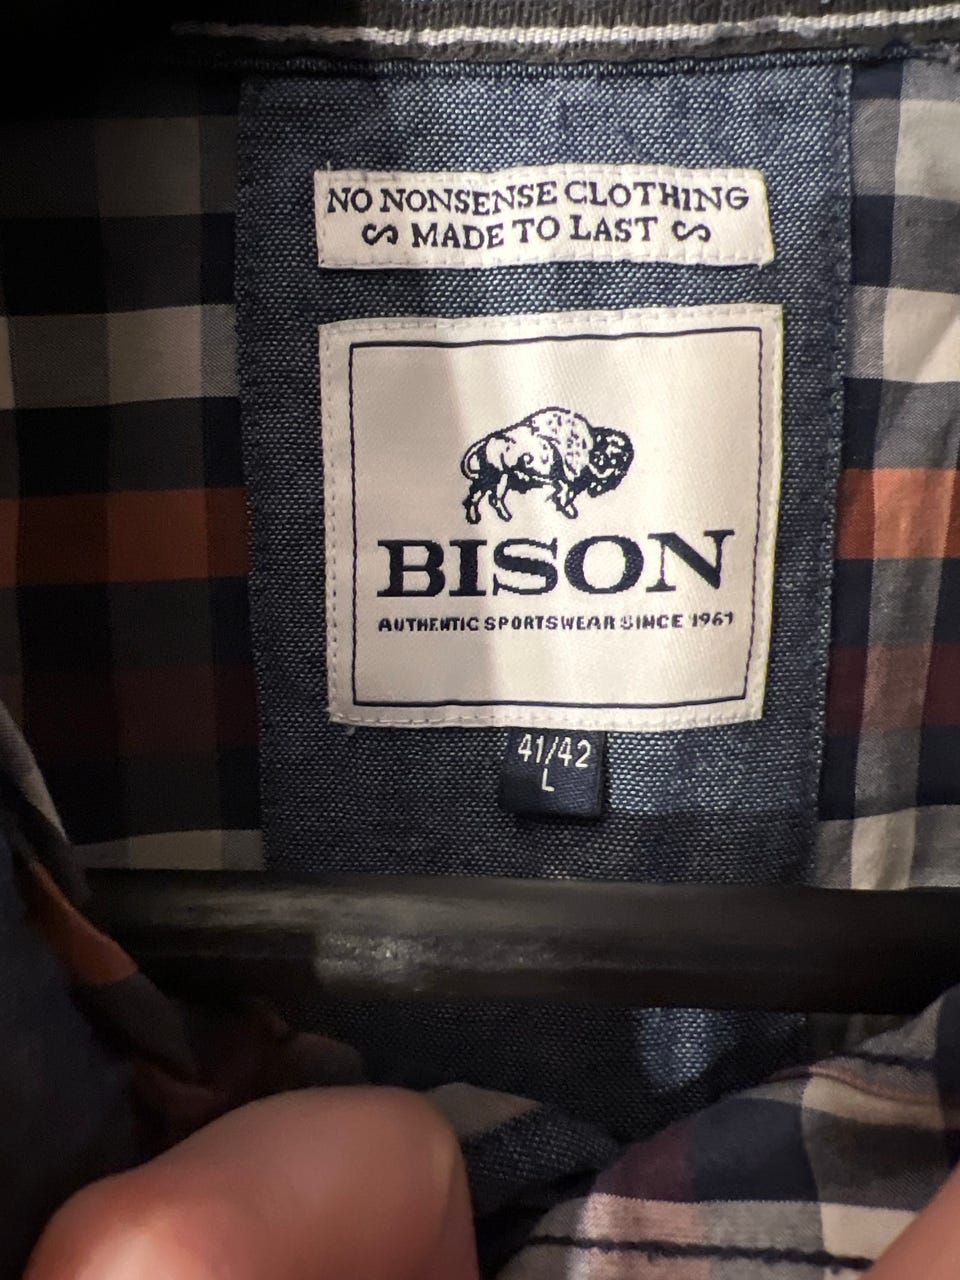 NO NONSENSE CLOTHING
MADE TO LAST
BISON
AUTHENTIC SPORTSWEAR SINCE 1961
41/42
L